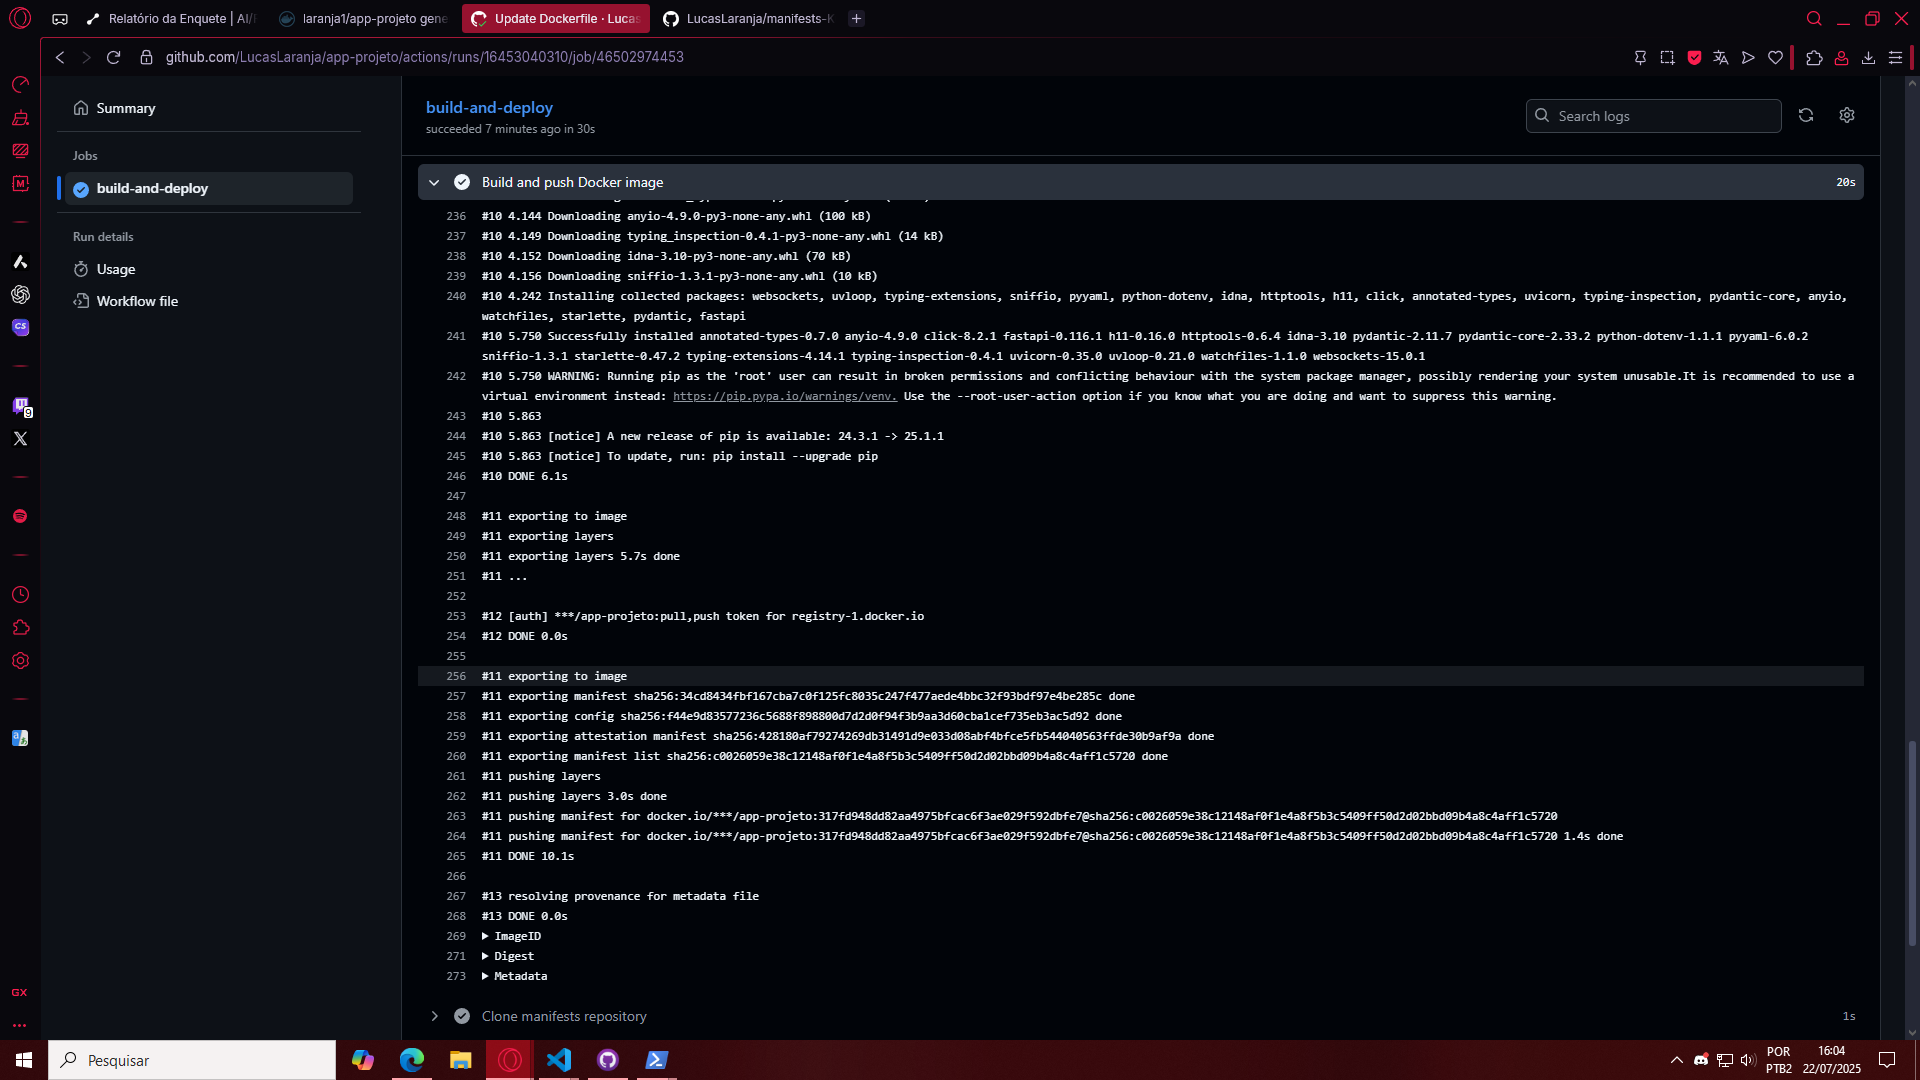 Relatório da Enquete | AI/
laranja1/app-projeto gene
Update Dockerfile · Lucas
LucasLaranja/manifests-K
github.com/LucasLaranja/app-projeto/actions/runs/16453040310/job/46502974453
Summary
Jobs
build-and-deploy
Run details
Usage
Workflow file
build-and-deploy
succeeded 7 minutes ago in 30s
Search logs
Build and push Docker image
20s
236 #10 4.144 Downloading anyio-4.9.0-py3-none-any.whl (100 kB)
237 #10 4.149 Downloading typing_inspection-0.4.1-py3-none-any.whl (14 kB)
238 #10 4.152 Downloading idna-3.10-py3-none-any.whl (70 kB)
239 #10 4.156 Downloading sniffio-1.3.1-py3-none-any.whl (10 kB)
240 #10 4.242 Installing collected packages: websockets, uvloop, typing-extensions, sniffio, pyyaml, python-dotenv, idna, httptools, h11, click, annotated-types, uvicorn, typing-inspection, pydantic-core, anyio,
watchfiles, starlette, pydantic, fastapi
241 #10 5.750 Successfully installed annotated-types-0.7.0 anyio-4.9.0 click-8.2.1 fastapi-0.116.1 h11-0.16.0 httptools-0.6.4 idna-3.10 pydantic-2.11.7 pydantic-core-2.33.2 python-dotenv-1.1.1 pyyaml-6.0.2
sniffio-1.3.1 starlette-0.47.2 typing-extensions-4.14.1 typing-inspection-0.4.1 uvicorn-0.35.0 uvloop-0.21.0 watchfiles-1.1.0 websockets-15.0.1
242 #10 5.750 WARNING: Running pip as the 'root' user can result in broken permissions and conflicting behaviour with the system package manager, possibly rendering your system unusable.It is recommended to use a
virtual environment instead: https://pip.pypa.io/warnings/venv. Use the --root-user-action option if you know what you are doing and want to suppress this warning.
243 #10 5.863
244 #10 5.863 [notice] A new release of pip is available: 24.3.1 -> 25.1.1
245 #10 5.863 [notice] To update, run: pip install --upgrade pip
246 #10 DONE 6.1s
247
248 #11 exporting to image
249 #11 exporting layers
250 #11 exporting layers 5.7s done
251 #11 ...
252
253 #12 [auth] ***/app-projeto:pull,push token for registry-1.docker.io
254 #12 DONE 0.0s
255
256 #11 exporting to image
257 #11 exporting manifest sha256:34cd8434fbf167cba7c0f125fc8035c247f477aede4bbc32f93bdf97e4be285c done
258 #11 exporting config sha256:f44e9d83577236c5688f898800d7d2d0f94f3b9aa3d60cba1cef735eb3ac5d92 done
259 #11 exporting attestation manifest sha256:428180af79274269db31491d9e033d08abf4bfce5fb544040563ffde30b9af9a done
260 #11 exporting manifest list sha256:c0026059e38c12148af0f1e4a8f5b3c5409ff50d2d02bbd09b4a8c4aff1c5720 done
261 #11 pushing layers
262 #11 pushing layers 3.0s done
263 #11 pushing manifest for docker.io/***/app-projeto:317fd948dd82aa4975bfcac6f3ae029f592dbfe7@sha256:c0026059e38c12148af0f1e4a8f5b3c5409ff50d2d02bbd09b4a8c4aff1c5720
264 #11 pushing manifest for docker.io/***/app-projeto:317fd948dd82aa4975bfcac6f3ae029f592dbfe7@sha256:c0026059e38c12148af0f1e4a8f5b3c5409ff50d2d02bbd09b4a8c4aff1c5720 1.4s done
265 #11 DONE 10.1s
266
267 #13 resolving provenance for metadata file
268 #13 DONE 0.0s
269 ▶ ImageID
271 ▶ Digest
273 ▶ Metadata
Clone manifests repository
1s
GX
Pesquisar
POR
PTB2
16:04
22/07/2025